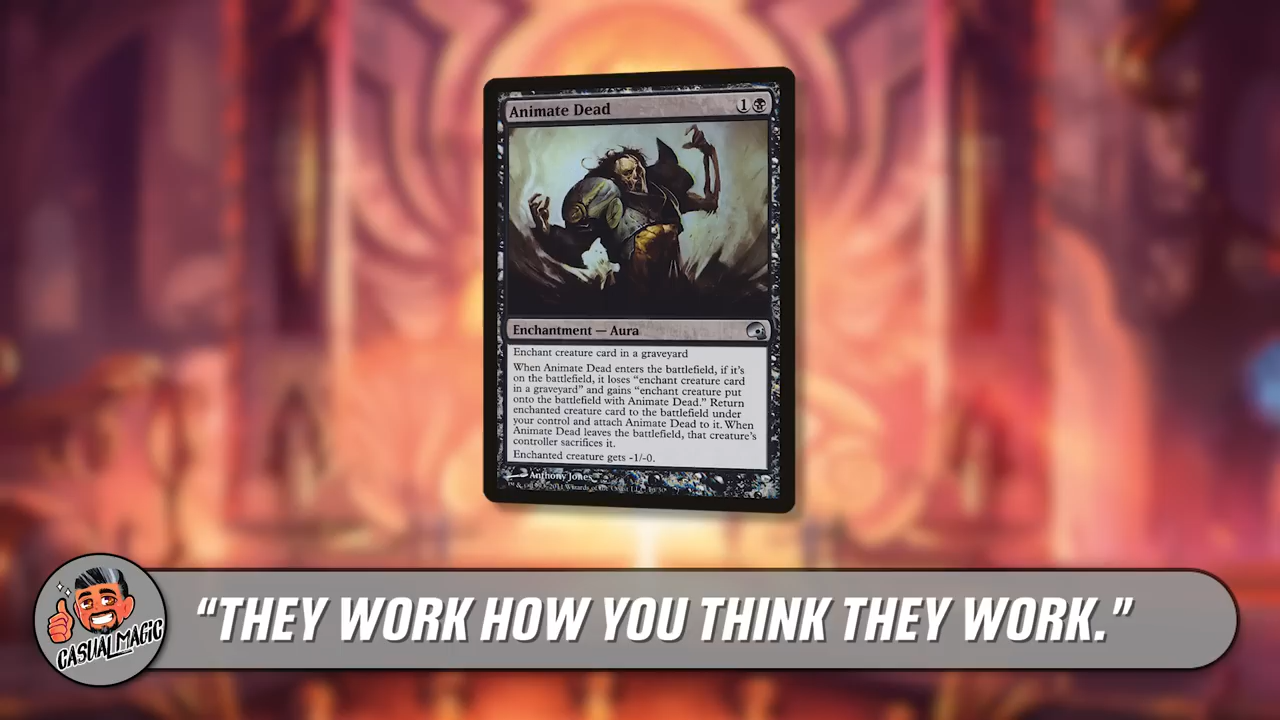 Animate Dead
1
Enchantment — Aura
Enchant creature card in a graveyard
When Animate Dead enters the battlefield, if it's
on the battlefield, it loses “enchant creature card
in a graveyard” and gains “enchant creature put
onto the battlefield with Animate Dead.” Return
enchanted creature card to the battlefield under
your control and attach Animate Dead to it. When
Animate Dead leaves the battlefield, that creature's
controller sacrifices it.
Enchanted creature gets -1/-0.
Anthony Jones
Wizards of the
CASUAL MAGIC
“THEY WORK HOW YOU THINK THEY WORK.”